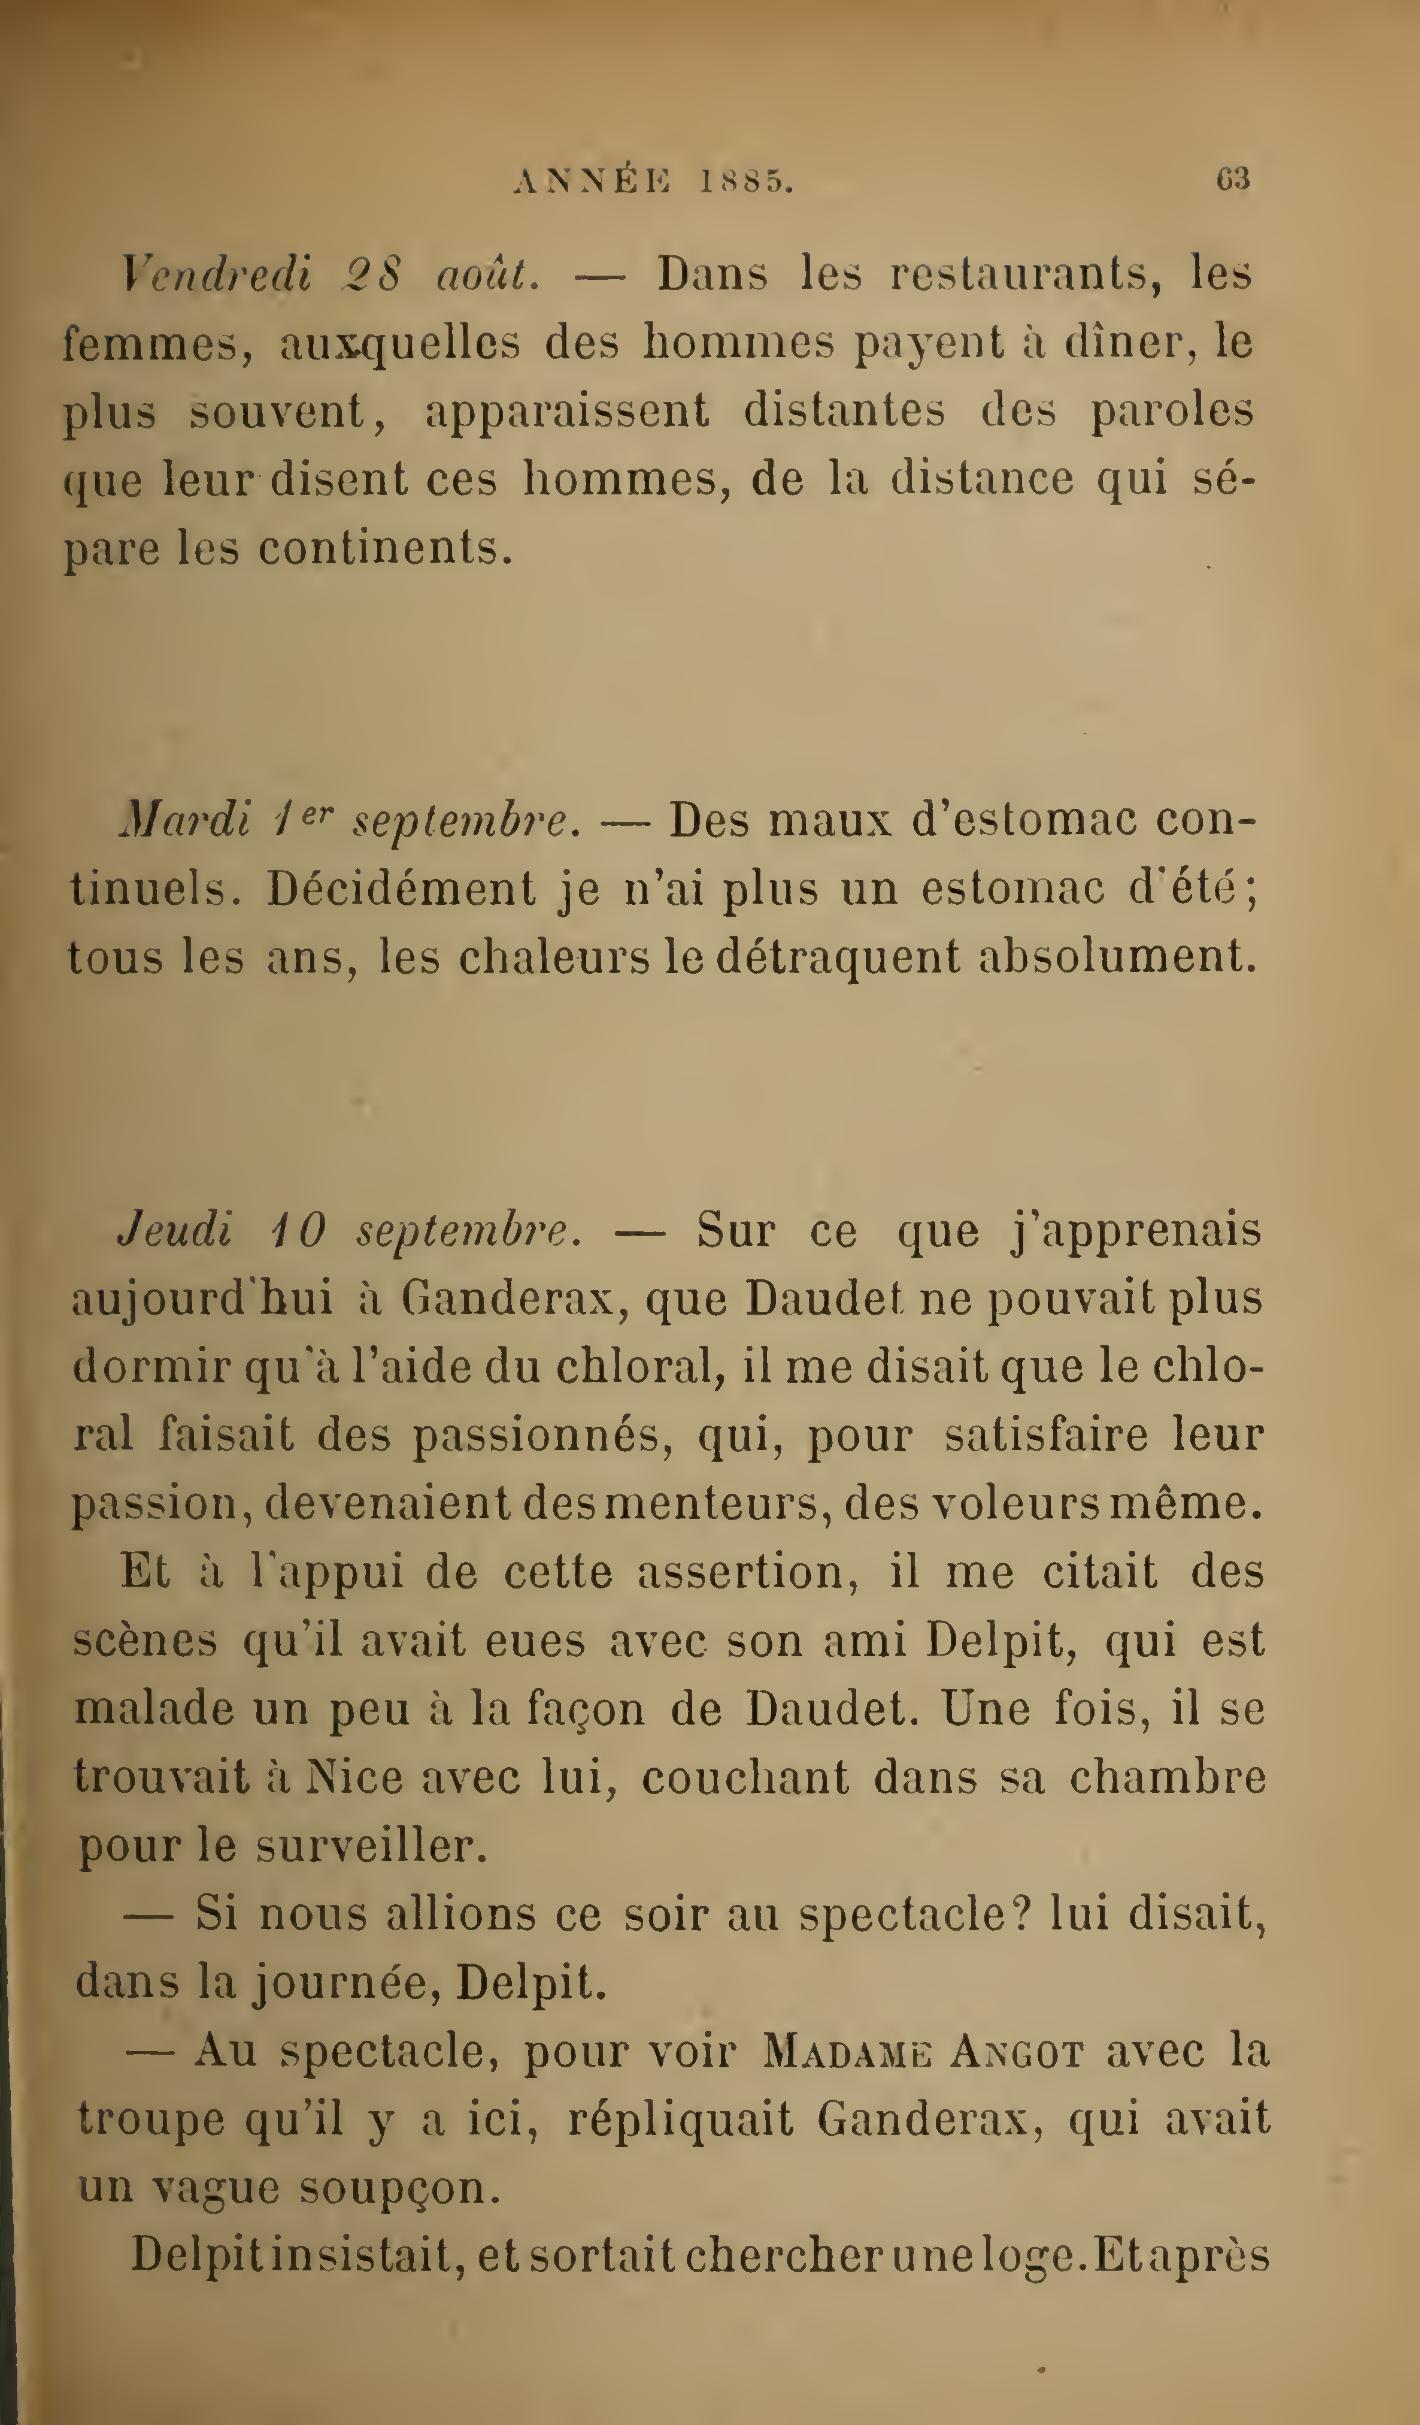 ANNÉE 1885. 63
Vendredi 28 août. — Dans les restaurants, les
femmes, auxquelles des hommes payent à dîner, le
plus souvent, apparaissent distantes des paroles
que leur disent ces hommes, de la distance qui sé-
pare les continents.
Mardi 1er septembre. — Des maux d'estomac con-
tinuels. Décidément je n'ai plus un estomac d'été;
tous les ans, les chaleurs le détraquent absolument.
Jeudi 10 septembre. — Sur ce que j'apprenais
aujourd'hui à Ganderax, que Daudet ne pouvait plus
dormir qu'à l'aide du chloral, il me disait que le chlo-
ral faisait des passionnés, qui, pour satisfaire leur
passion, devenaient des menteurs, des voleurs même.
Et à l'appui de cette assertion, il me citait des
scènes qu'il avait eues avec son ami Delpit, qui est
malade un peu à la façon de Daudet. Une fois, il se
trouvait à Nice avec lui, couchant dans sa chambre
pour le surveiller.
— Si nous allions ce soir au spectacle? lui disait,
dans la journée, Delpit.
— Au spectacle, pour voir MADAME ANGOT avec la
troupe qu'il y a ici, répliquait Ganderax, qui avait
un vague soupçon.
Delpit insistait, et sortait chercher une loge. Et après